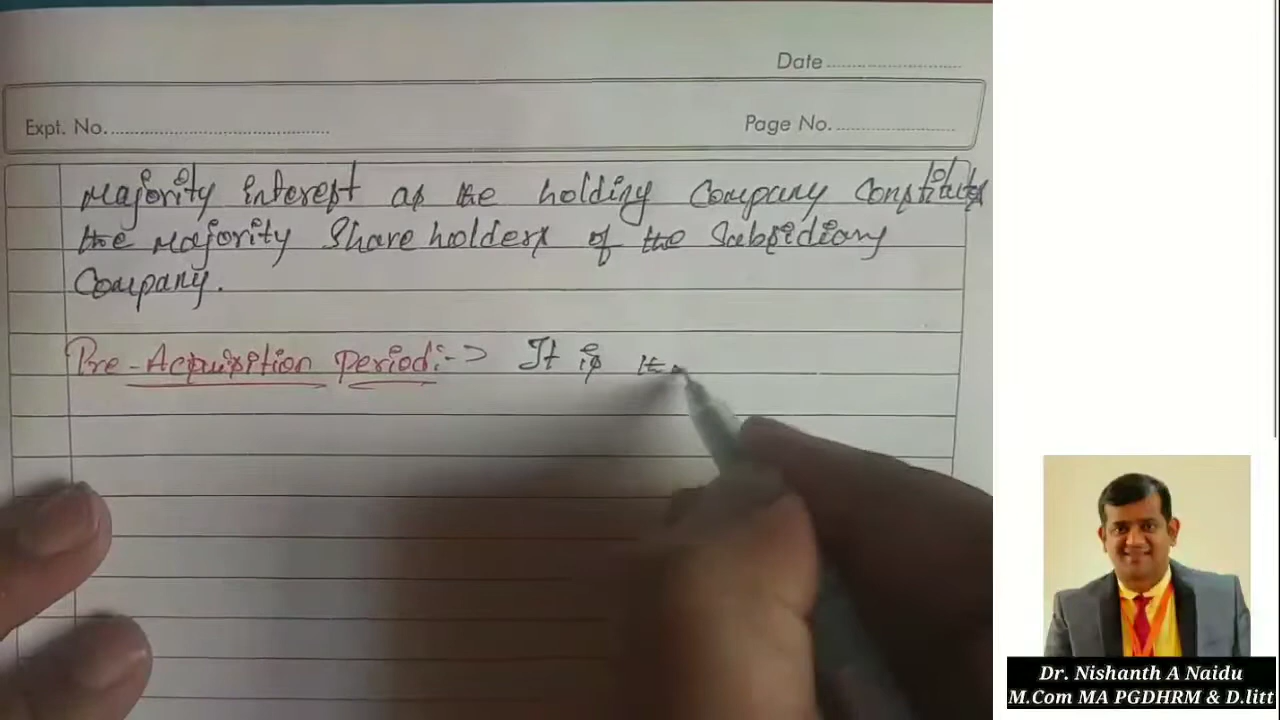 Date
Expt. No.
Page No.
Majority interest as the holding Company Constitutes
the Majority Share holders of the Subsidiary
Company.
Pre-Acquisition period:-> It is the
Dr. Nishanth A Naidu
M.Com MA PGDHRM & D.litt